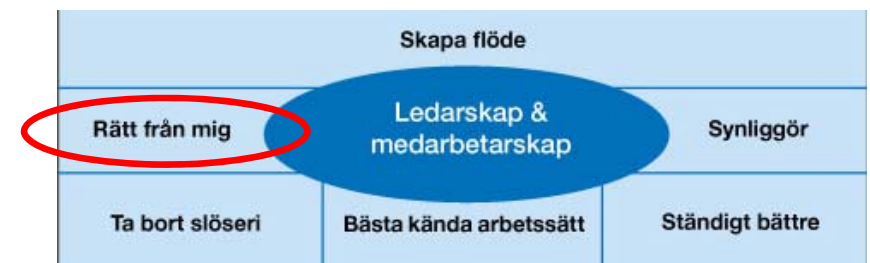 Skapa flöde
Rätt från mig
Ledarskap &
medarbetarskap
Synliggör
Ta bort slöseri
Bästa kända arbetssätt
Ständigt bättre